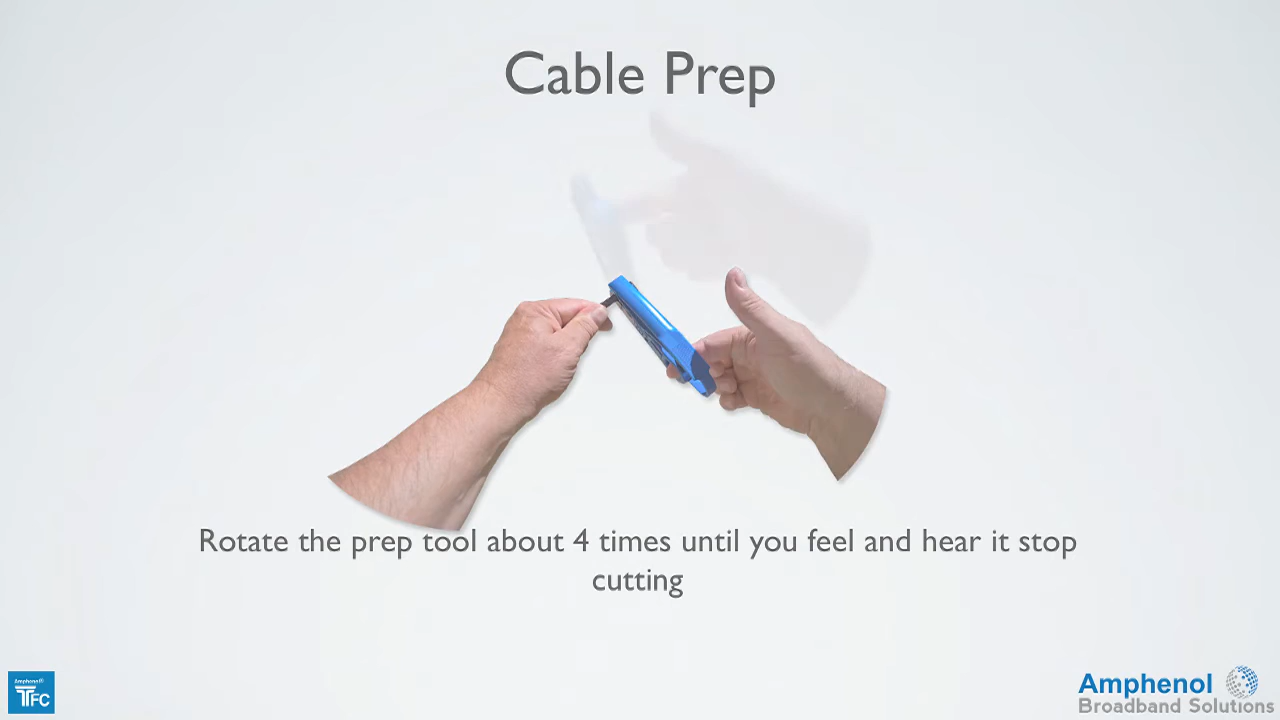 Cable Prep
Rotate the prep tool about 4 times until you feel and hear it stop
cutting
Amphenol
TFC
Amphenol
Broadband Solutions